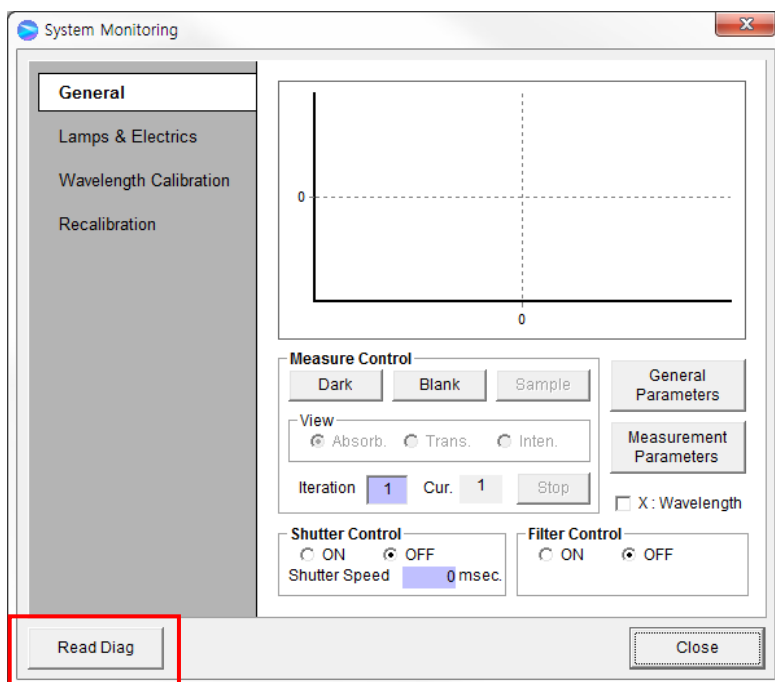 System Monitoring
General
Lamps & Electrics
Wavelength Calibration
Recalibration
0
0
Measure Control
Dark Blank Sample
View
Absorb. Trans. Inten.
Iteration 1 Cur. 1 Stop
General
Parameters
Measurement
Parameters
X : Wavelength
Shutter Control
ON OFF
Shutter Speed 0 msec.
Filter Control
ON OFF
Read Diag
Close